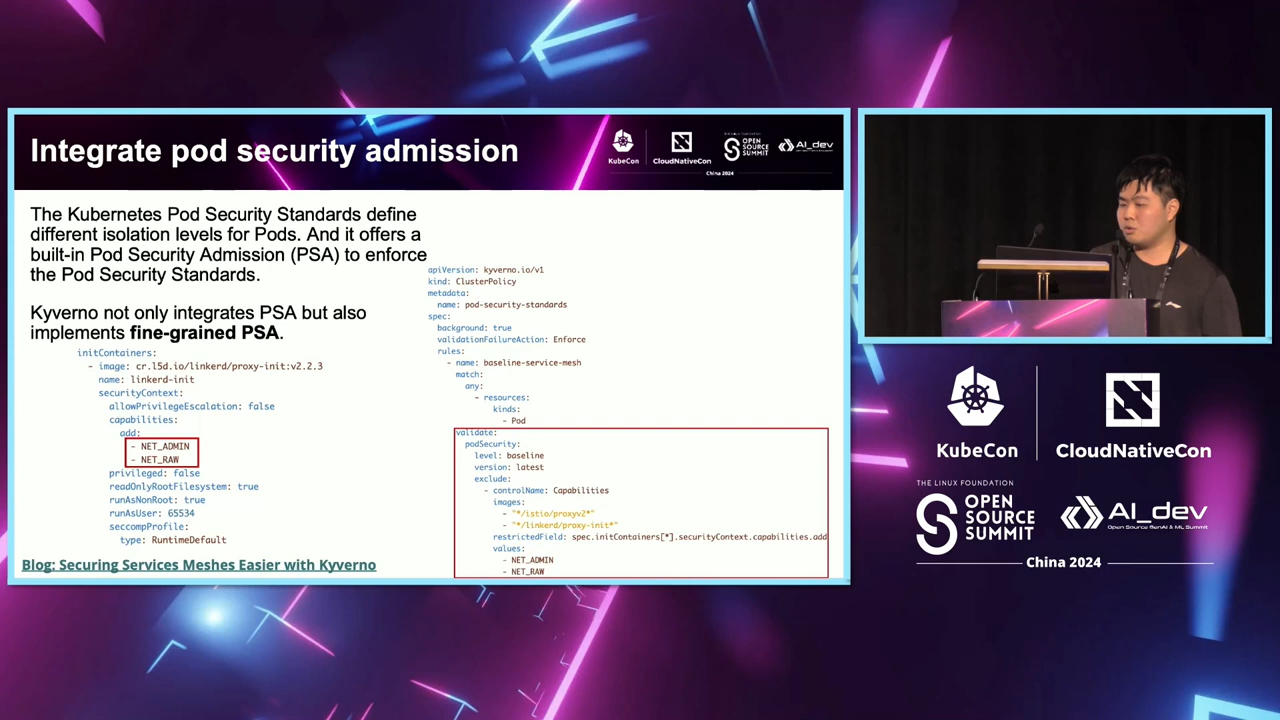 Integrate pod security admission
KubeCon
CloudNativeCon
OPEN
SOURCE
SUMMIT
AI_dev
China 2024
The Kubernetes Pod Security Standards define
different isolation levels for Pods. And it offers a
built-in Pod Security Admission (PSA) to enforce
the Pod Security Standards.
Kyverno not only integrates PSA but also
implements fine-grained PSA.
initContainers:
- image: cr.l5d.io/linkerd/proxy-init:v2.2.3
name: linkerd-init
securityContext:
allowPrivilegeEscalation: false
capabilities:
add:
- NET_ADMIN
- NET_RAW
privileged: false
readOnlyRootFilesystem: true
runAsNonRoot: true
runAsUser: 65534
seccompProfile:
type: RuntimeDefault
Blog: Securing Services Meshes Easier with Kyverno
apiVersion: kyverno.io/v1
kind: ClusterPolicy
metadata:
name: pod-security-standards
spec:
background: true
validationFailureAction: Enforce
rules:
- name: baseline-service-mesh
match:
any:
- resources:
kinds:
- Pod
validate:
podSecurity:
level: baseline
version: latest
exclude:
- controlName: Capabilities
images:
- "*/istio/proxyv2*"
- "*/linkerd/proxy-init*"
restrictedField: spec.initContainers[*].securityContext.capabilities.add
values:
- NET_ADMIN
- NET_RAW
KubeCon
CloudNativeCon
THE LINUX FOUNDATION
OPEN
SOURCE
SUMMIT
AI_dev
Open Source GenAI & ML Summit
China 2024